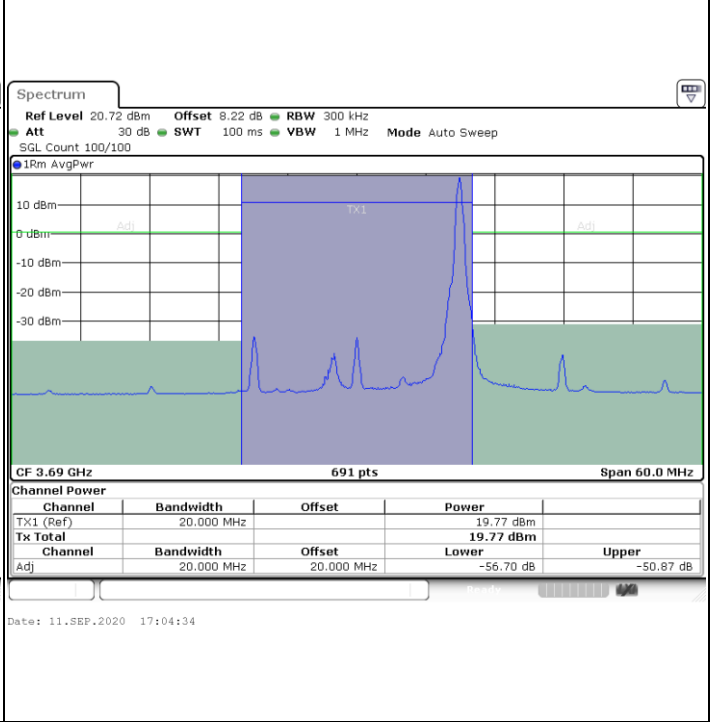 Spectrum
Ref Level 20.72 dBm Offset 8.22 dB RBW 300 kHz
Att 30 dB SWT 100 ms VBW 1 MHz Mode Auto Sweep
SGL Count 100/100
1Rm AvgPwr
10 dBm
TX1
Adj
Adj
0 dBm
-10 dBm
-20 dBm
-30 dBm
CF 3.69 GHz 691 pts Span 60.0 MHz
Channel Power
Channel Bandwidth Offset Power
TX1 (Ref) 20.000 MHz 19.77 dBm
Tx Total 19.77 dBm
Channel Bandwidth Offset Lower Upper
Adj 20.000 MHz 20.000 MHz -56.70 dB -50.87 dB
Ready
Date: 11.SEP.2020 17:04:34